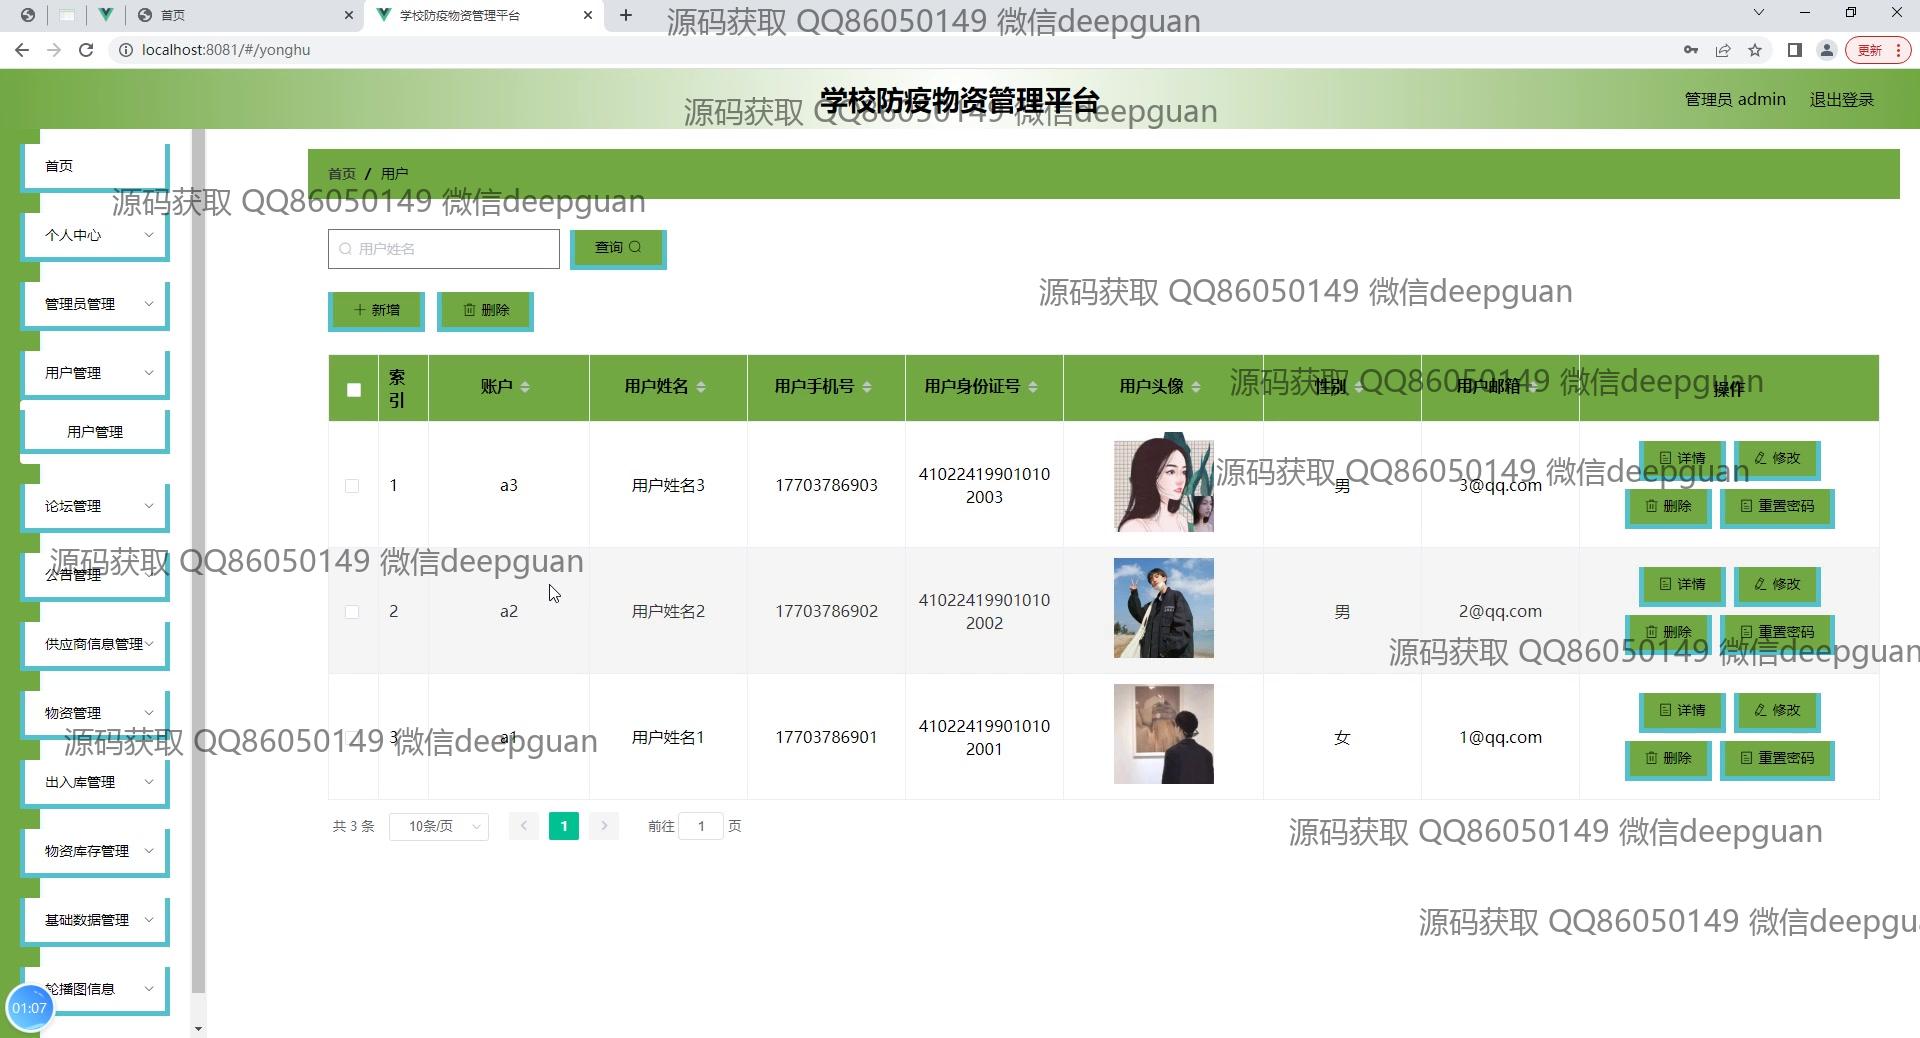 首页
学校防疫物资管理平台
源码获取 QQ86050149 微信deepguan
localhost:8081/#/yonghu
更新
学校防疫物资管理平台
源码获取 QQ86050149 微信deepguan
管理员 admin
退出登录
首页
个人中心
管理员管理
用户管理
用户管理
论坛管理
公告管理
供应商信息管理
物资管理
出入库管理
物资库存管理
基础数据管理
轮播图信息
01:07
首页 / 用户
源码获取 QQ86050149 微信deepguan
用户姓名
查询
源码获取 QQ86050149 微信deepguan
新增
删除
索引 账户 用户姓名 用户手机号 用户身份证号 用户头像 性别 用户邮箱 操作
源码获取 QQ86050149 微信deepguan
1 a3 用户姓名3 17703786903 410224199010102003 男 3@qq.com
详情 修改
删除 重置密码
源码获取 QQ86050149 微信deepguan
源码获取 QQ86050149 微信deepguan
2 a2 用户姓名2 17703786902 410224199010102002 男 2@qq.com
详情 修改
删除 重置密码
源码获取 QQ86050149 微信deepguan
3 a1 用户姓名1 17703786901 410224199010102001 女 1@qq.com
详情 修改
删除 重置密码
源码获取 QQ86050149 微信deepguan
共 3 条 10条/页 1 前往 1 页
源码获取 QQ86050149 微信deepguan
源码获取 QQ86050149 微信deepgu